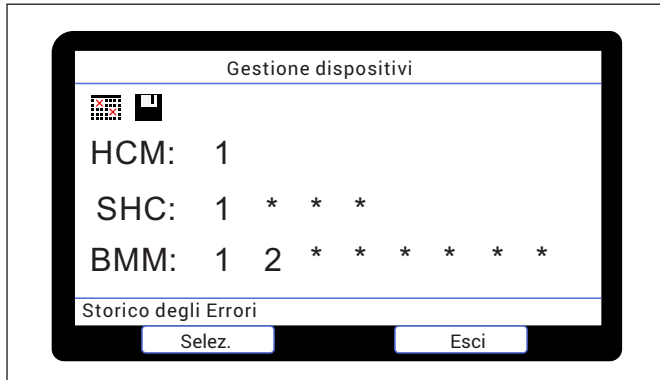 Gestione dispositivi
HCM: 1
SHC: 1 * * *
BMM: 1 2 * * * * * *
Storico degli Errori
Selez. Esci